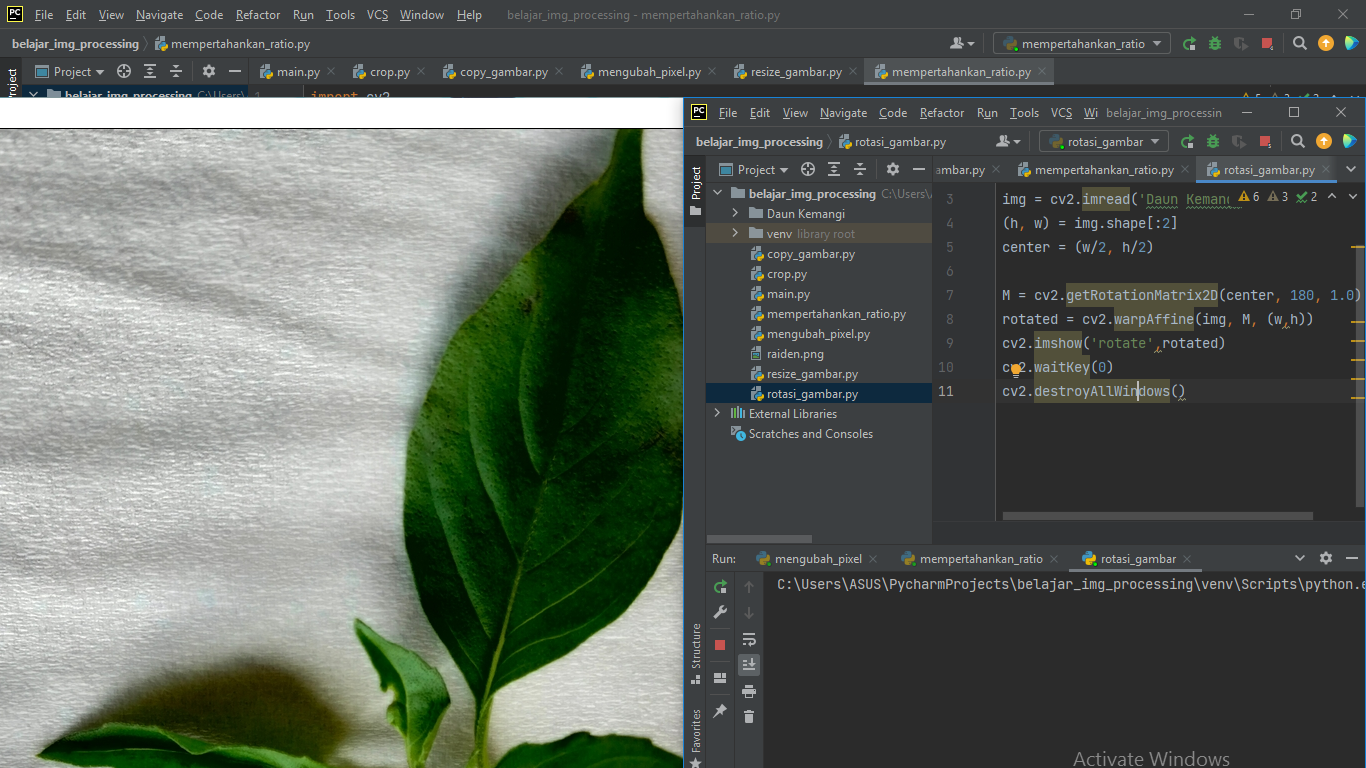 PC File Edit View Navigate Code Refactor Run Tools VCS Window Help belajar_img_processing - mempertahankan_ratio.py
belajar_img_processing mempertahankan_ratio.py mempertahankan_ratio
Project Project main.py crop.py copy_gambar.py mengubah_pixel.py resize_gambar.py mempertahankan_ratio.py
belajar_img_processing C:\Users\ 1 import cv2
PC File Edit View Navigate Code Refactor Run Tools VCS Wi belajar_img_processin
belajar_img_processing rotasi_gambar.py rotasi_gambar
Project Project ambar.py mempertahankan_ratio.py rotasi_gambar.py
belajar_img_processing C:\Users\
Daun Kemangi
venv library root
copy_gambar.py
crop.py
main.py
mempertahankan_ratio.py
mengubah_pixel.py
raiden.png
resize_gambar.py
rotasi_gambar.py
External Libraries
Scratches and Consoles
3 img = cv2.imread('Daun Kemang 6 3 2
4 (h, w) = img.shape[:2]
5 center = (w/2, h/2)
6
7 M = cv2.getRotationMatrix2D(center, 180, 1.0)
8 rotated = cv2.warpAffine(img, M, (w,h))
9 cv2.imshow('rotate',rotated)
10 cv2.waitKey(0)
11 cv2.destroyAllWindows()
Run: mengubah_pixel mempertahankan_ratio rotasi_gambar
C:\Users\ASUS\PycharmProjects\belajar_img_processing\venv\Scripts\python.e
Structure
Favorites
Activate Windows